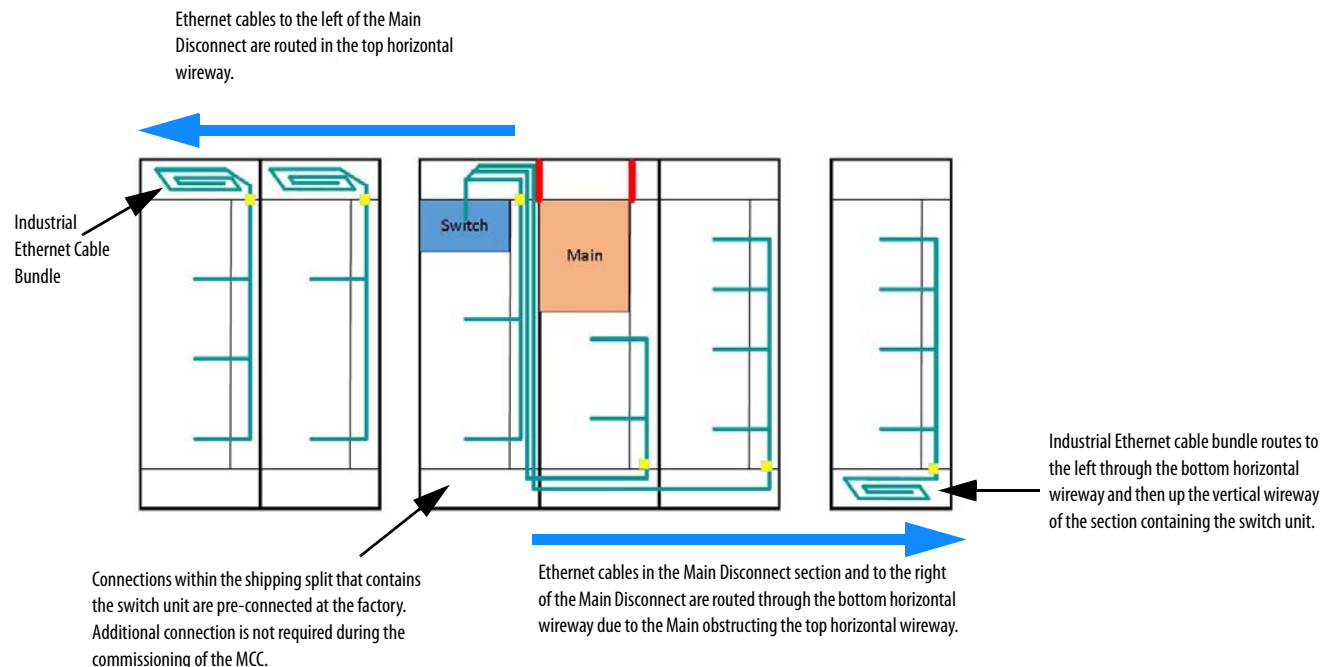 Ethernet cables to the left of the Main
Disconnect are routed in the top horizontal
wireway.
Industrial
Ethernet Cable
Bundle
Switch
Main
Industrial Ethernet cable bundle routes to
the left through the bottom horizontal
wireway and then up the vertical wireway
of the section containing the switch unit.
Connections within the shipping split that contains
the switch unit are pre-connected at the factory.
Additional connection is not required during the
commissioning of the MCC.
Ethernet cables in the Main Disconnect section and to the right
of the Main Disconnect are routed through the bottom horizontal
wireway due to the Main obstructing the top horizontal wireway.